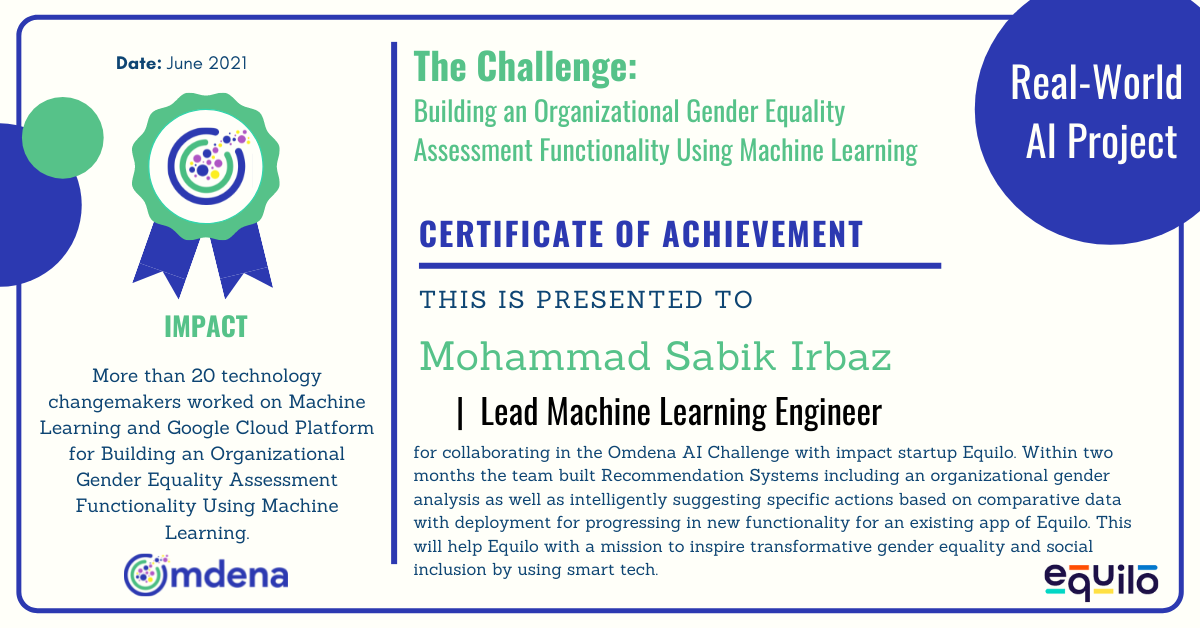 Date: June 2021
IMPACT
More than 20 technology
changemakers worked on Machine
Learning and Google Cloud Platform
for Building an Organizational
Gender Equality Assessment
Functionality Using Machine
Learning.
Omdena
The Challenge:
Building an Organizational Gender Equality
Assessment Functionality Using Machine Learning
Real-World
AI Project
CERTIFICATE OF ACHIEVEMENT
THIS IS PRESENTED TO
Mohammad Sabik Irbaz
| Lead Machine Learning Engineer
for collaborating in the Omdena AI Challenge with impact startup Equilo. Within two
months the team built Recommendation Systems including an organizational gender
analysis as well as intelligently suggesting specific actions based on comparative data
with deployment for progressing in new functionality for an existing app of Equilo. This
will help Equilo with a mission to inspire transformative gender equality and social
inclusion by using smart tech.
equilo